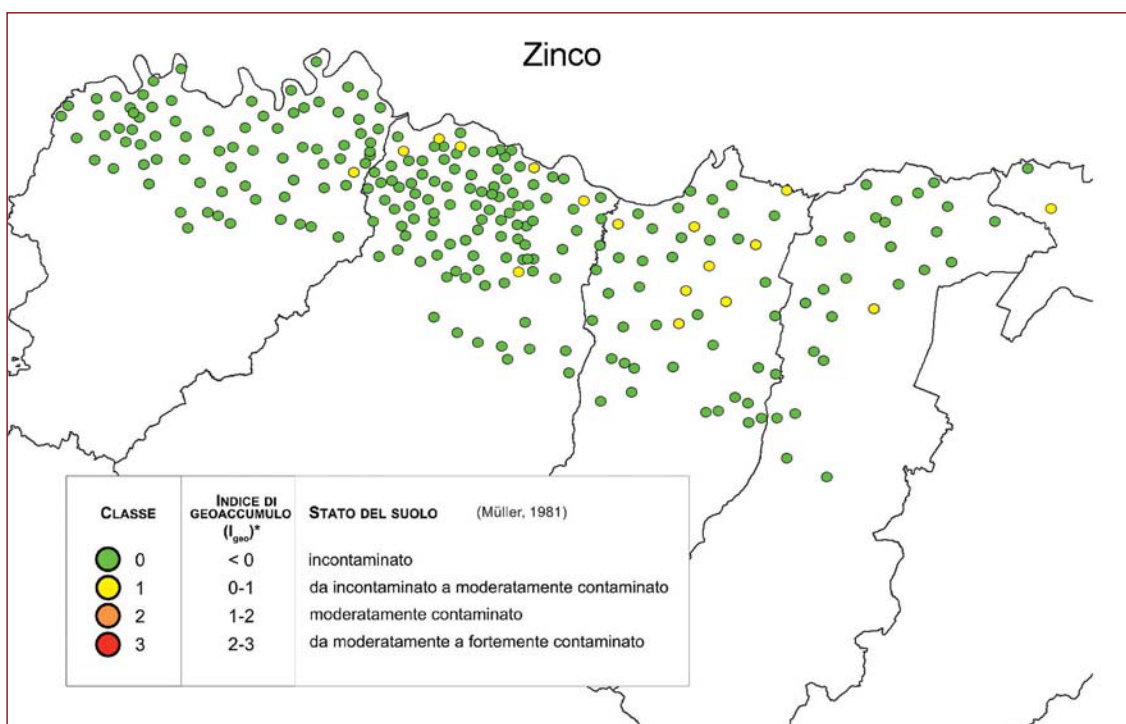 Zinco
CLASSE INDICE DI GEOACCUMULO (Igeo)* STATO DEL SUOLO (Müller, 1981)
0 < 0 incontaminato
1 0-1 da incontaminato a moderatamente contaminato
2 1-2 moderatamente contaminato
3 2-3 da moderatamente a fortemente contaminato